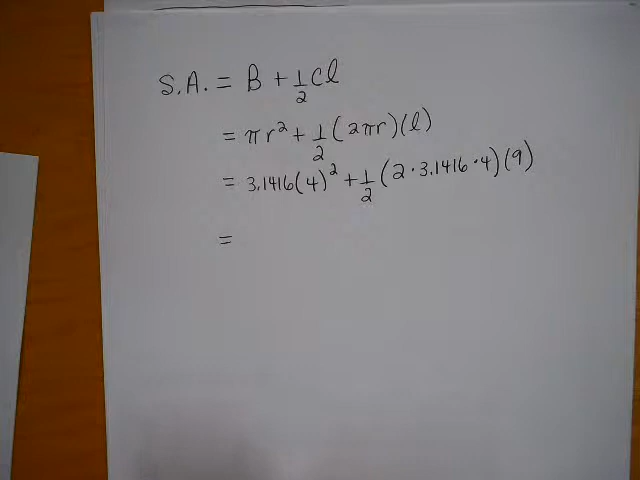 S.A. = B + 1/2 Cl
= πr² + 1/2 (2πr)(l)
= 3.1416(4)² + 1/2 (2 · 3.1416 · 4)(9)
=